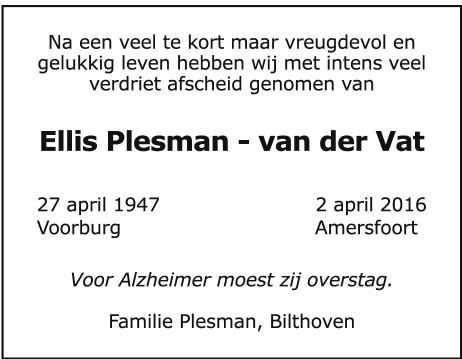 Na een veel te kort maar vreugdevol en
gelukkig leven hebben wij met intens veel
verdriet afscheid genomen van
Ellis Plesman - van der Vat
27 april 1947 2 april 2016
Voorburg Amersfoort
Voor Alzheimer moest zij overstag.
Familie Plesman, Bilthoven